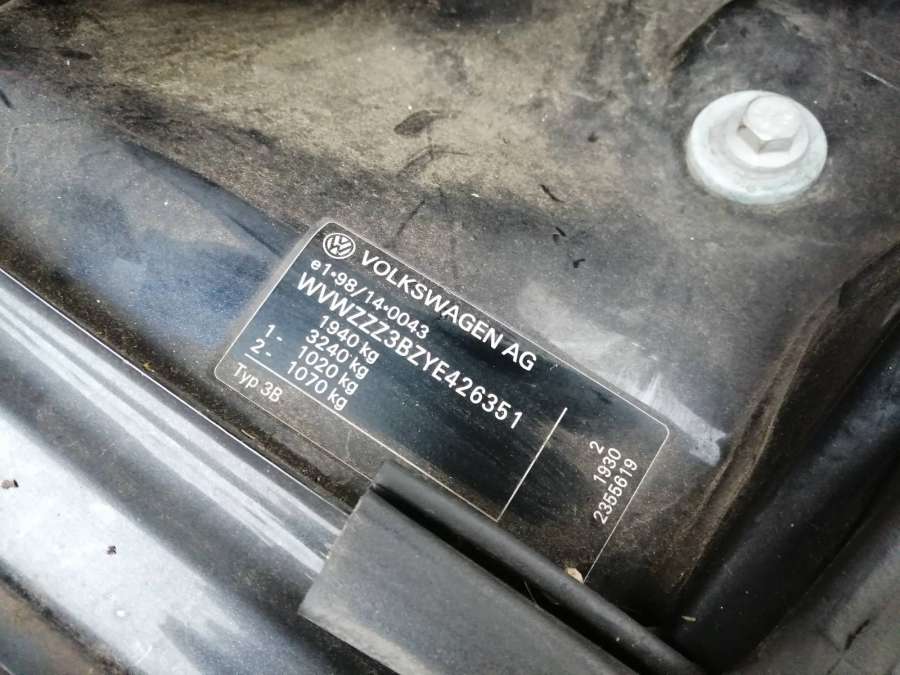 VOLKSWAGEN AG
e1*98/14*0043
WVWZZZ3BZYE426351
1940 kg
3240 kg
1- 1020 kg
2- 1070 kg
Typ 3B
2
1930
2355619